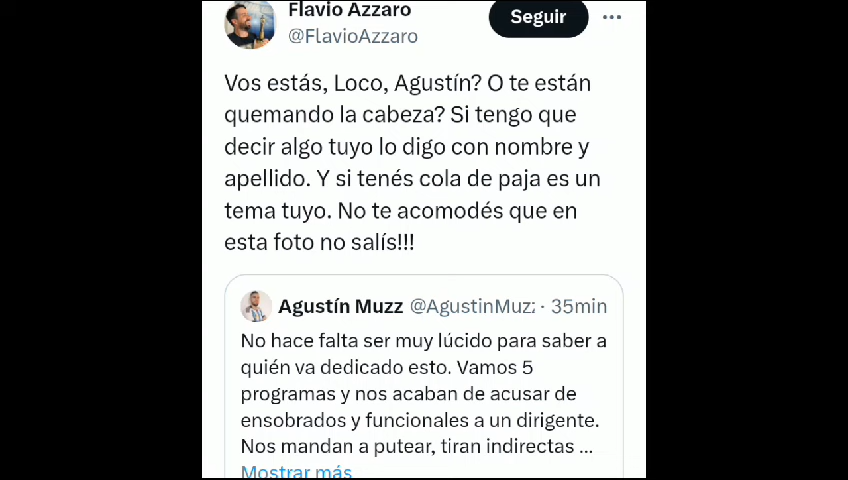 Flavio Azzaro
@FlavioAzzaro
Seguir
Vos estás, Loco, Agustín? O te están
quemando la cabeza? Si tengo que
decir algo tuyo lo digo con nombre y
apellido. Y si tenés cola de paja es un
tema tuyo. No te acomodés que en
esta foto no salís!!!
Agustín Muzz @AgustinMuzz · 35min
No hace falta ser muy lúcido para saber a
quién va dedicado esto. Vamos 5
programas y nos acaban de acusar de
ensobrados y funcionales a un dirigente.
Nos mandan a putear, tiran indirectas ...
Mostrar más